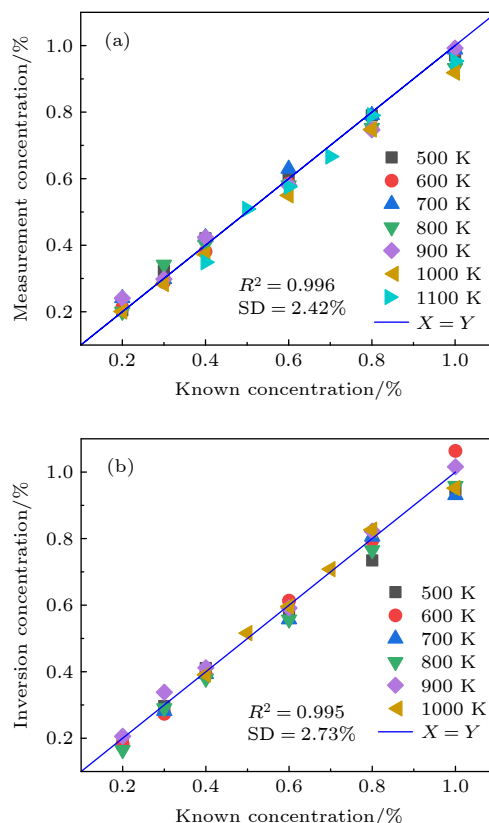 (a)
Measurement concentration/%
1.0
0.8
0.6
0.4
0.2
500 K
600 K
700 K
800 K
900 K
1000 K
1100 K
X = Y
R² = 0.996
SD = 2.42%
0.2 0.4 0.6 0.8 1.0
Known concentration/%
(b)
Inversion concentration/%
1.0
0.8
0.6
0.4
0.2
500 K
600 K
700 K
800 K
900 K
1000 K
X = Y
R² = 0.995
SD = 2.73%
0.2 0.4 0.6 0.8 1.0
Known concentration/%